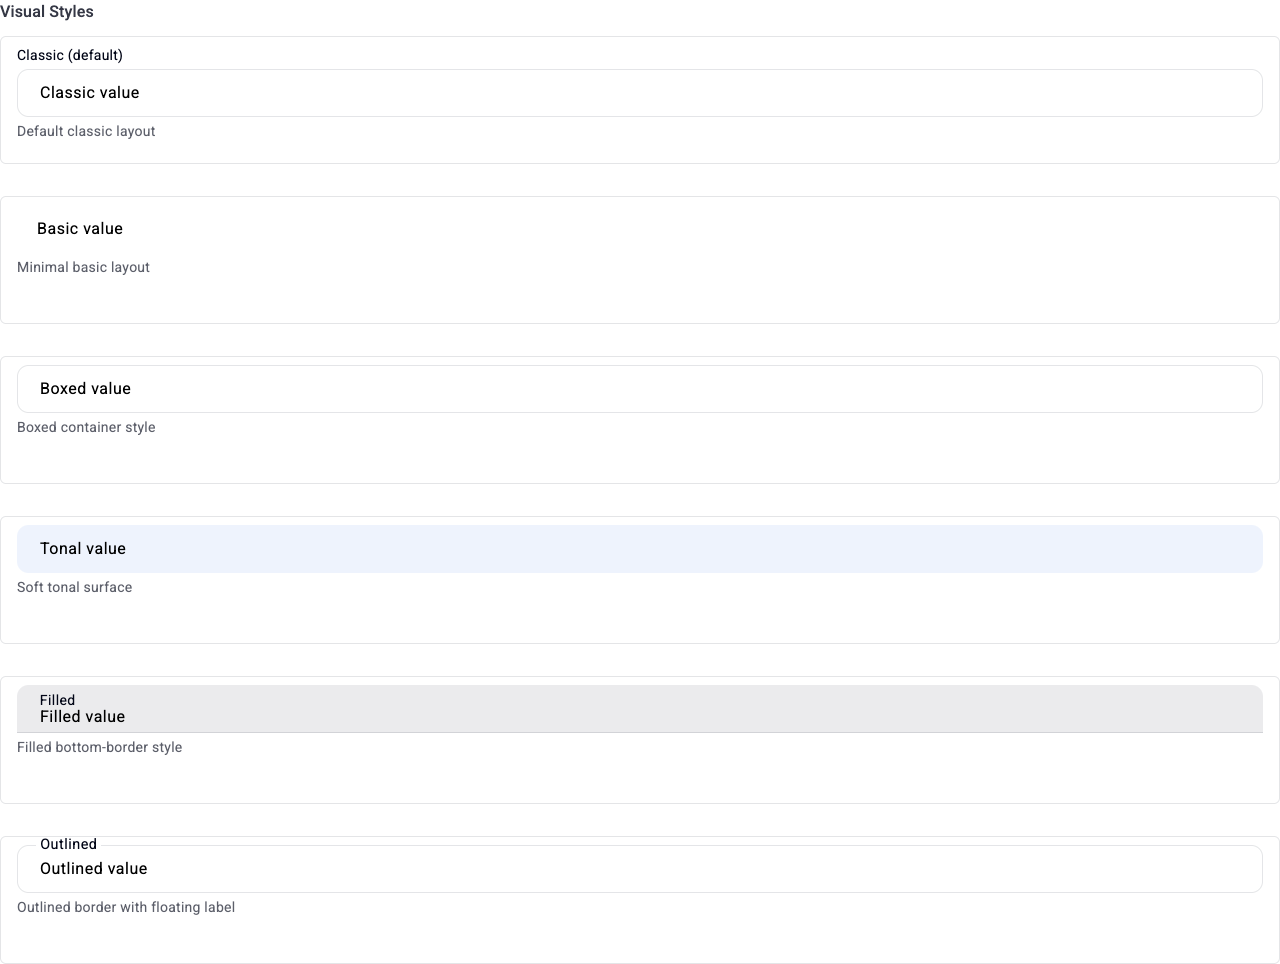 Visual Styles
Classic (default)
Classic value
Default classic layout
Basic value
Minimal basic layout
Boxed value
Boxed container style
Tonal value
Soft tonal surface
Filled
Filled value
Filled bottom-border style
Outlined
Outlined value
Outlined border with floating label